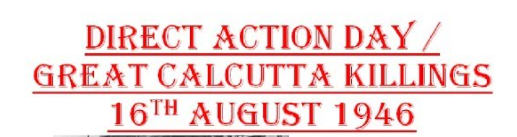 DIRECT ACTION DAY /
GREAT CALCUTTA KILLINGS
16TH AUGUST 1946